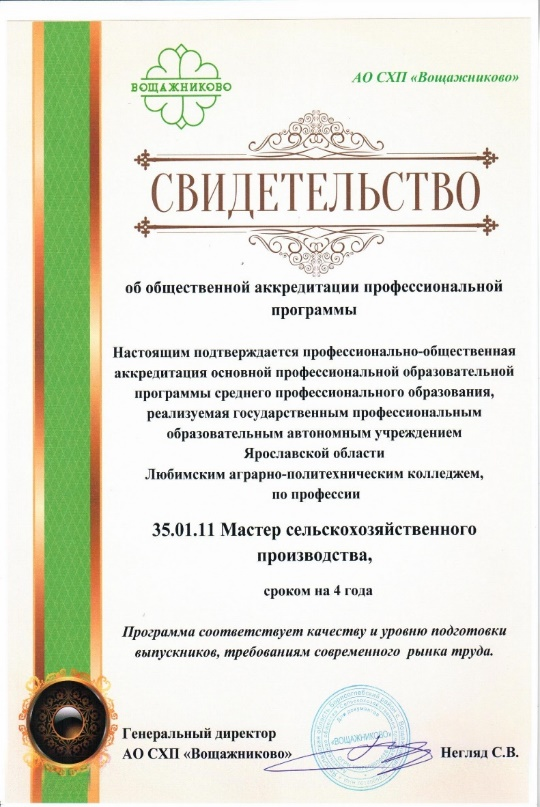 ВОЩАЖНИКОВО
АО СХП «Вощажниково»
СВИДЕТЕЛЬСТВО
об общественной аккредитации профессиональной
программы
Настоящим подтверждается профессионально-общественная
аккредитация основной профессиональной образовательной
программы среднего профессионального образования,
реализуемая государственным профессиональным
образовательным автономным учреждением
Ярославской области
Любимским аграрно-политехническим колледжем,
по профессии
35.01.11 Мастер сельскохозяйственного
производства,
сроком на 4 года
Программа соответствует качеству и уровню подготовки
выпускников, требованиям современного рынка труда.
Генеральный директор
АО СХП «Вощажниково»
«ВОЩАЖНИКОВО»
Негляд С.В.